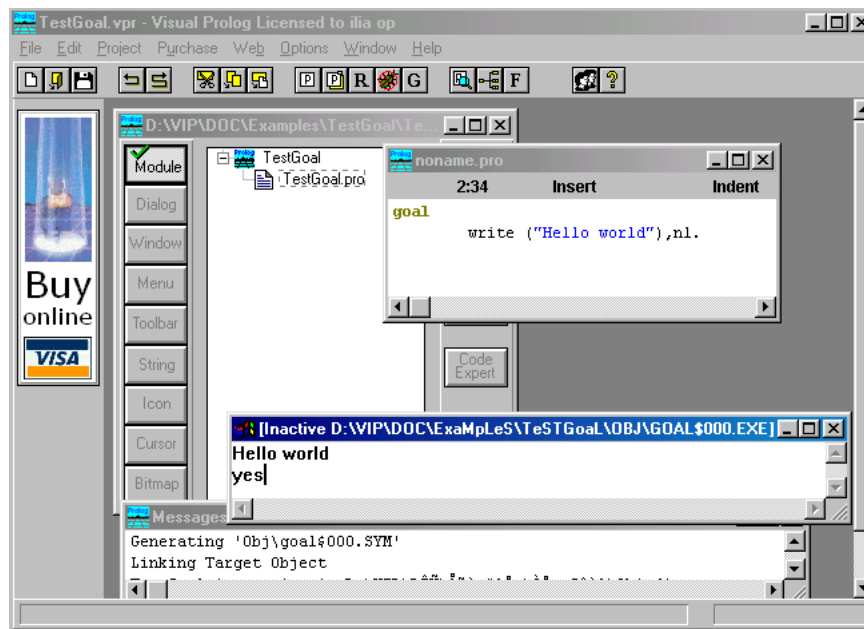 TestGoal.vpr - Visual Prolog Licensed to ilia op
File Edit Project Purchase Web Options Window Help
P P R G F ?
D:\VIP\DOC\Examples\TestGoal\Te...
Module
Dialog
Window
Menu
Toolbar
String
Icon
Cursor
Bitmap
TestGoal
TestGoal.pro
Code
Expert
Buy
online
VISA
noname.pro
2:34 Insert Indent
goal
write ("Hello world"),nl.
[Inactive D:\VIP\DOC\ExaMpLeS\TeSTGoaL\OBJ\GOAL$000.EXE]
Hello world
yes
Messages
Generating 'Obj\goal$000.SYM'
Linking Target Object